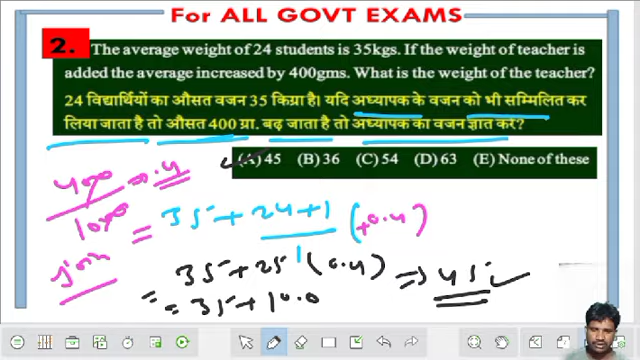 For ALL GOVT EXAMS
2. The average weight of 24 students is 35kgs. If the weight of teacher is
added the average increased by 400gms. What is the weight of the teacher?
24 विद्यार्थियों का औसत वजन 35 किग्रा है। यदि अध्यापक के वजन को भी सम्मिलित कर
लिया जाता है तो औसत 400 ग्रा. बढ़ जाता है तो अध्यापक का वजन ज्ञात कर?
(A) 45 (B) 36 (C) 54 (D) 63 (E) None of these
400/1000 = .4
= 35 + 24+1/1 (+0.4)
= 35 + 25 (0.4) => 45
= 35 + 10.0